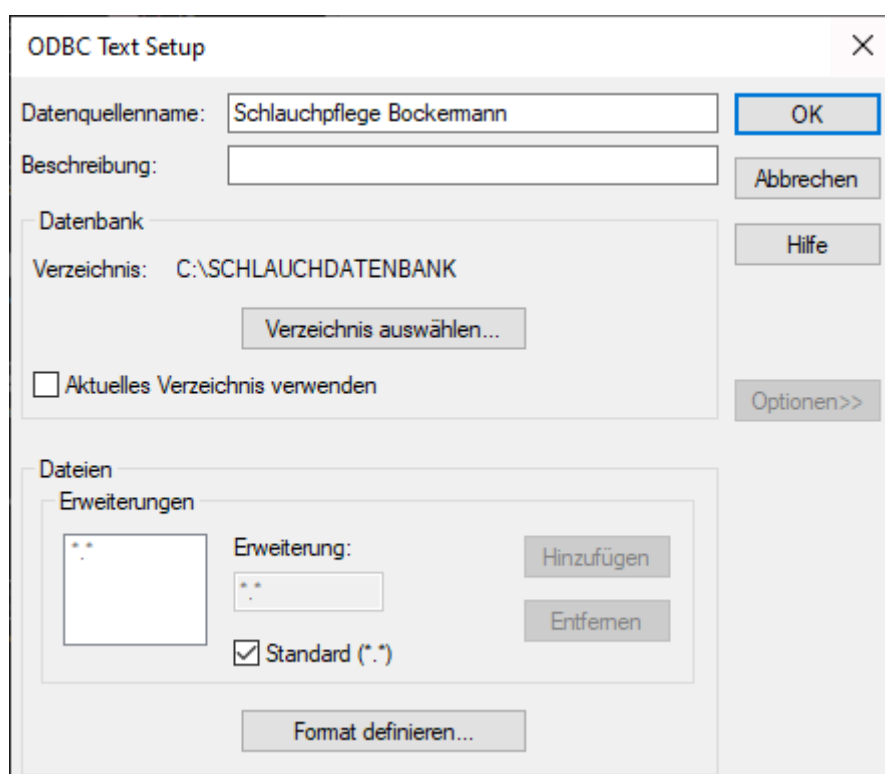 ODBC Text Setup
Datenquellenname: Schlauchpflege Bockermann OK
Beschreibung: Abbrechen
Datenbank
Hilfe
Verzeichnis: C:\SCHLAUCHDATENBANK
Verzeichnis auswählen...
Aktuelles Verzeichnis verwenden
Optionen>>
Dateien
Erweiterungen
*.* Erweiterung: Hinzufügen
*.*
Entfernen
Standard (*.*)
Format definieren...